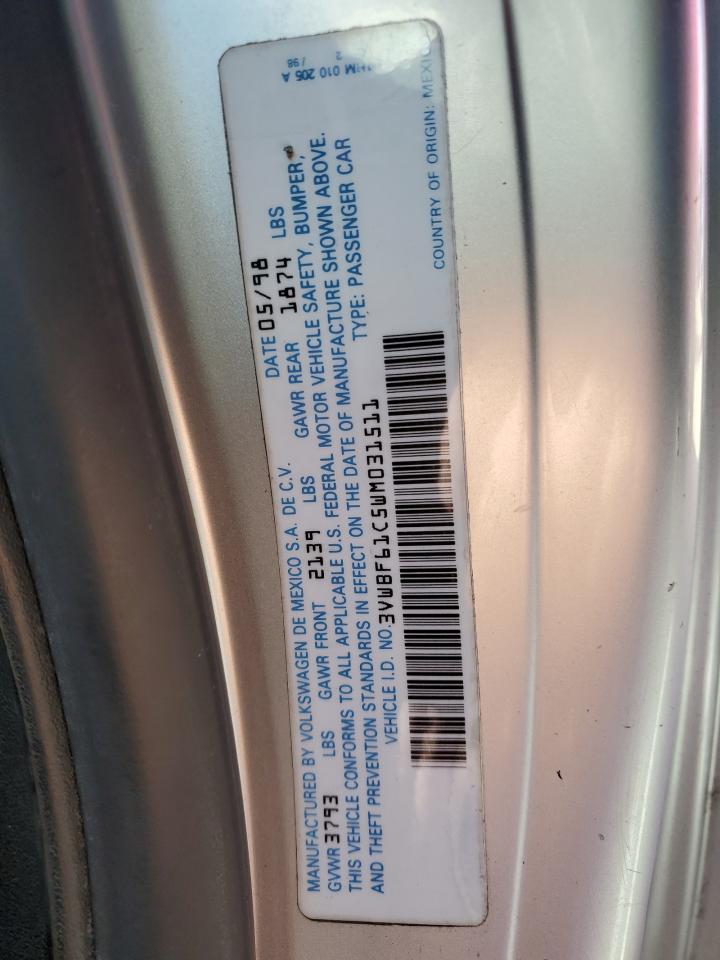 MANUFACTURED BY VOLKSWAGEN DE MEXICO S.A. DE C.V. DATE 05/98
GVWR 3793 LBS GAWR FRONT 2139 LBS GAWR REAR 1874 LBS
THIS VEHICLE CONFORMS TO ALL APPLICABLE U.S. FEDERAL MOTOR VEHICLE SAFETY, BUMPER,
AND THEFT PREVENTION STANDARDS IN EFFECT ON THE DATE OF MANUFACTURE SHOWN ABOVE.
VEHICLE I.D. NO. 3VWBF61C5WM031511 TYPE: PASSENGER CAR
COUNTRY OF ORIGIN: MEXICO
010 205 A
/98
2